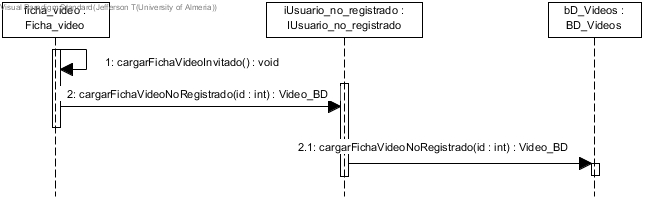 Visual Paradigm Standard(Jefferson T(University of Almeria))
ficha_video :
Ficha_video
iUsuario_no_registrado :
IUsuario_no_registrado
bD_Videos :
BD_Videos
1: cargarFichaVideoInvitado() : void
2: cargarFichaVideoNoRegistrado(id : int) : Video_BD
2.1: cargarFichaVideoNoRegistrado(id : int) : Video_BD